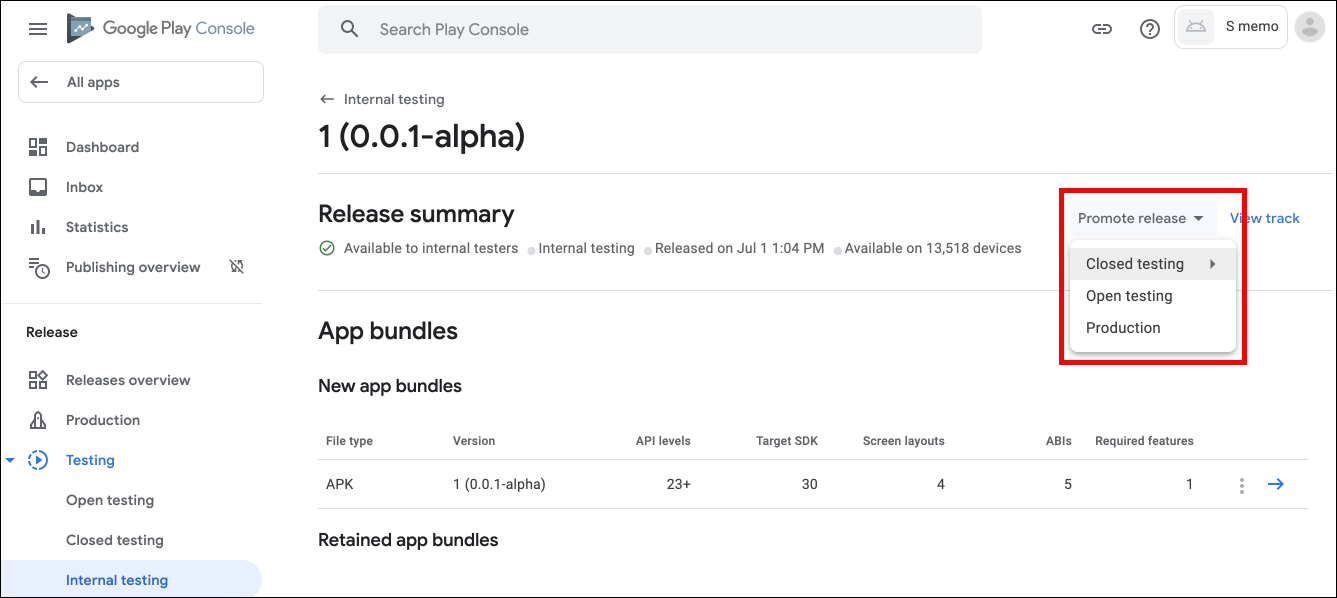 Google Play Console
Search Play Console
S memo
All apps
Dashboard
Inbox
Statistics
Publishing overview
Release
Releases overview
Production
Testing
Open testing
Closed testing
Internal testing
Internal testing
1 (0.0.1-alpha)
Release summary
Promote release
View track
Available to internal testers Internal testing Released on Jul 1 1:04 PM Available on 13,518 devices
Closed testing
Open testing
Production
App bundles
New app bundles
File type Version API levels Target SDK Screen layouts ABIs Required features
APK 1 (0.0.1-alpha) 23+ 30 4 5 1
Retained app bundles